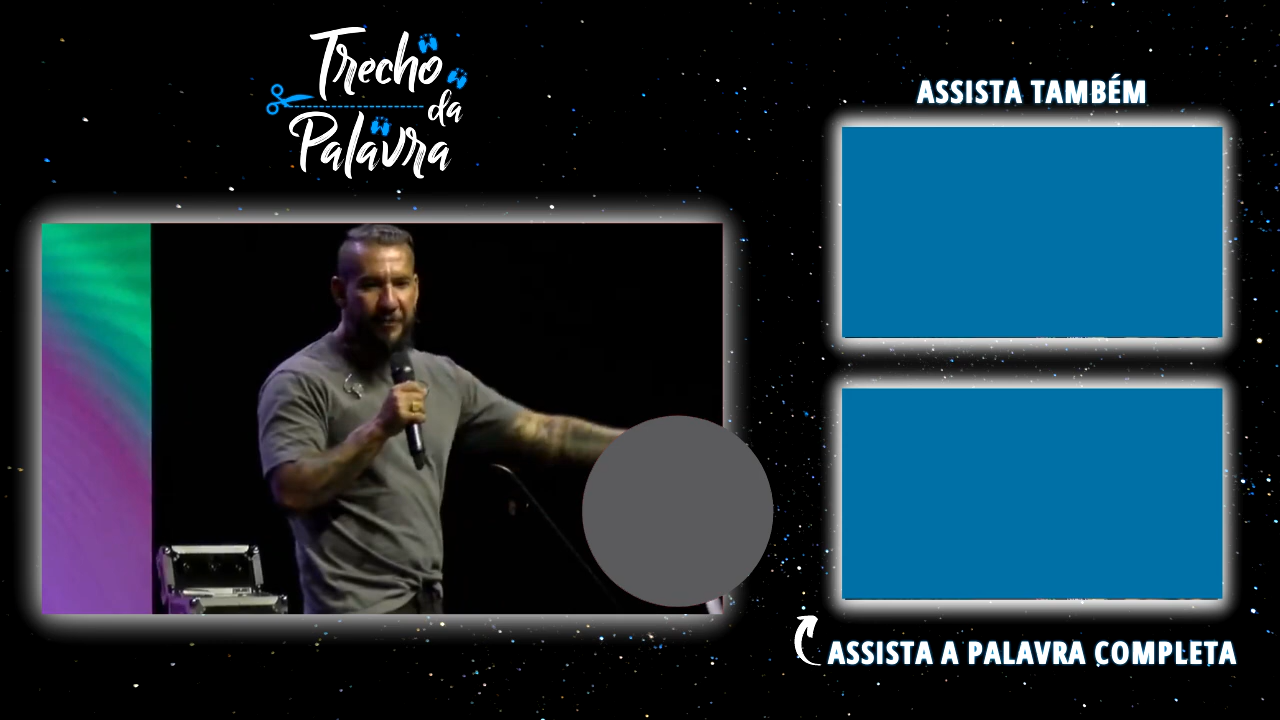 Trecho
da
Palavra
ASSISTA TAMBÉM
ASSISTA A PALAVRA COMPLETA